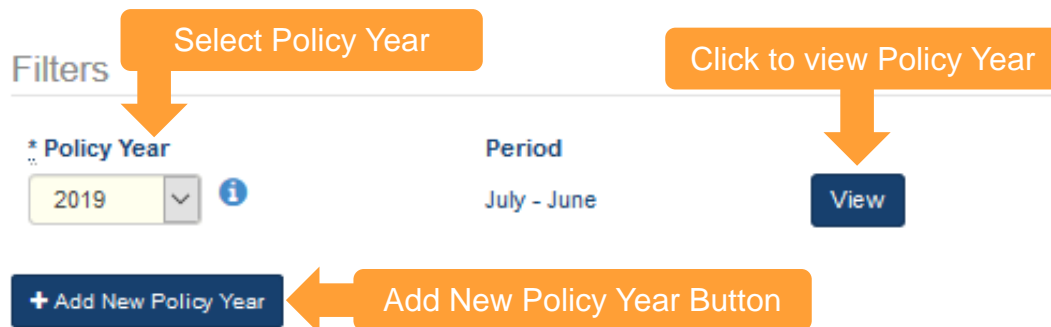 Select Policy Year
Click to view Policy Year
Filters
* Policy Year
Period
2019
July - June
View
+ Add New Policy Year
Add New Policy Year Button